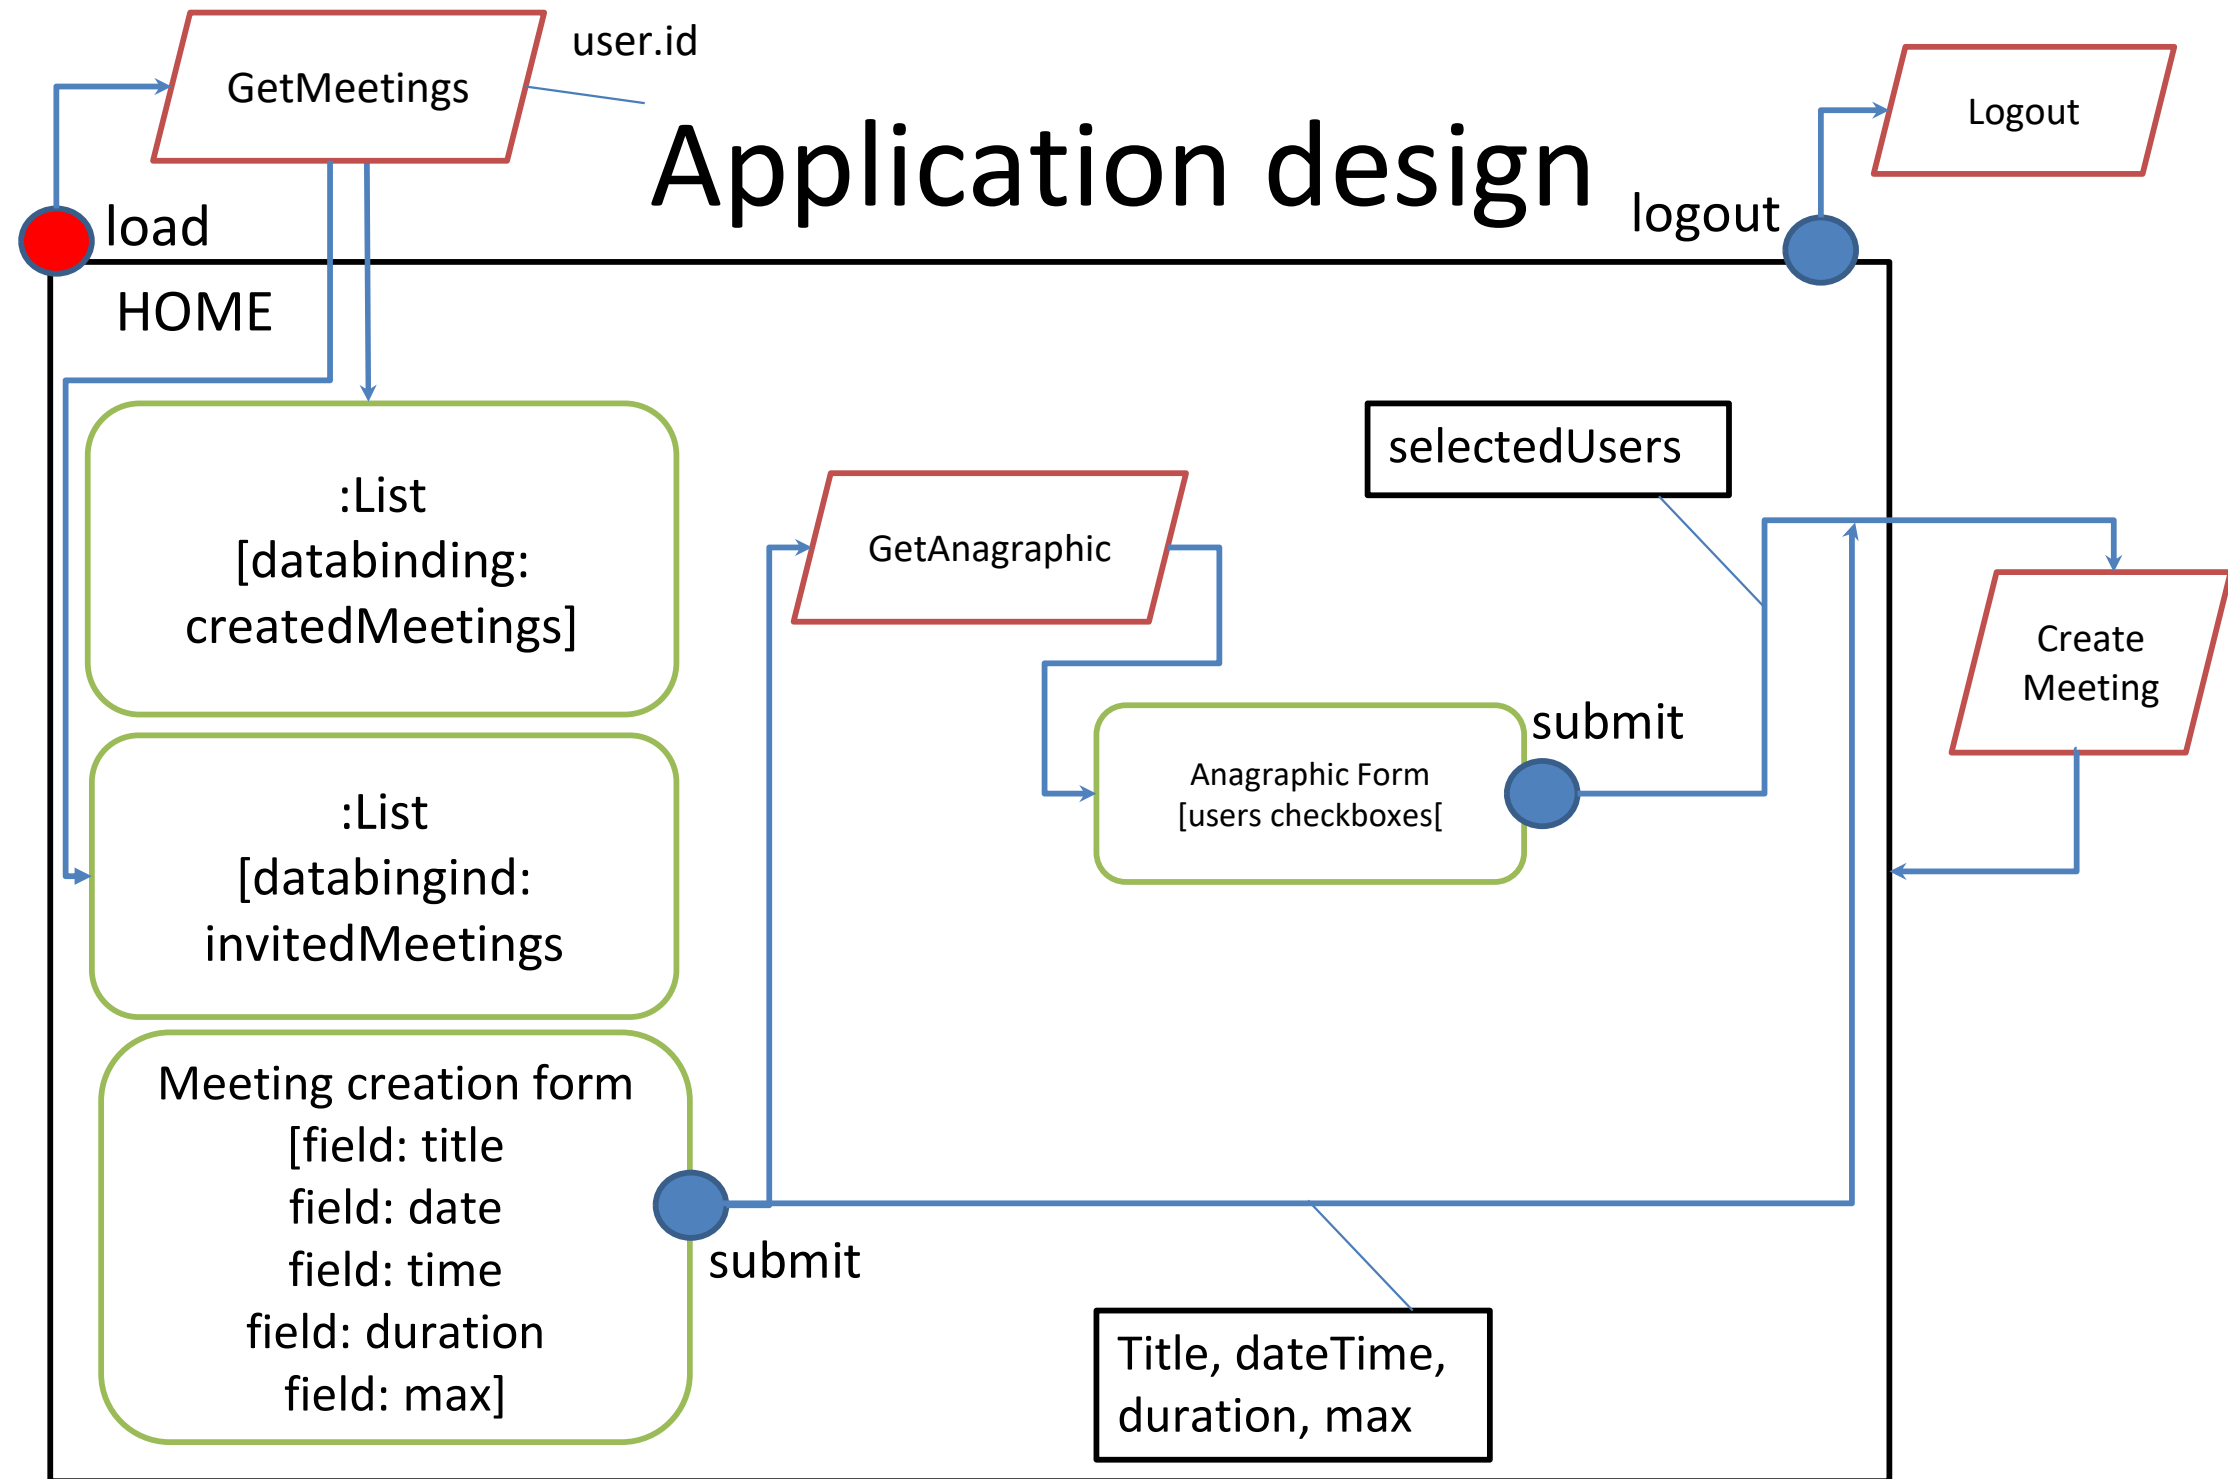 GetMeetings
user.id
Logout
Application design
load
logout
HOME
:List
[databinding:
createdMeetings]
GetAnagraphic
selectedUsers
Create
Meeting
Anagraphic Form
[users checkboxes[
submit
:List
[databingind:
invitedMeetings
Meeting creation form
[field: title
field: date
field: time
field: duration
field: max]
submit
Title, dateTime,
duration, max